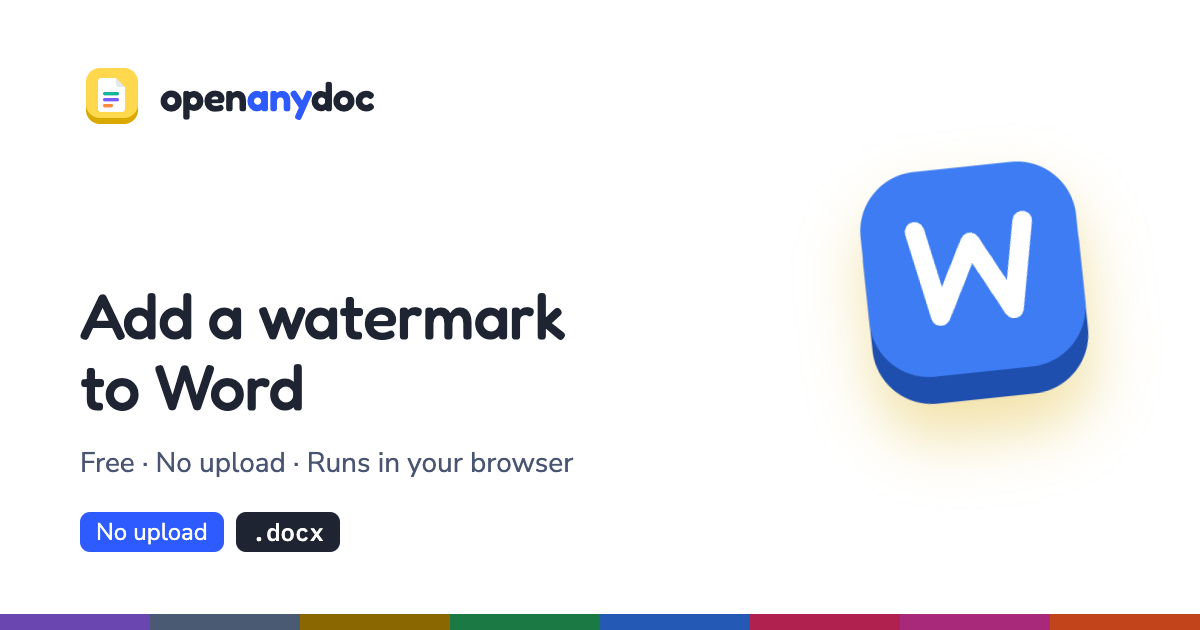 openanydoc
W
Add a watermark
to Word
Free · No upload · Runs in your browser
No upload
.docx